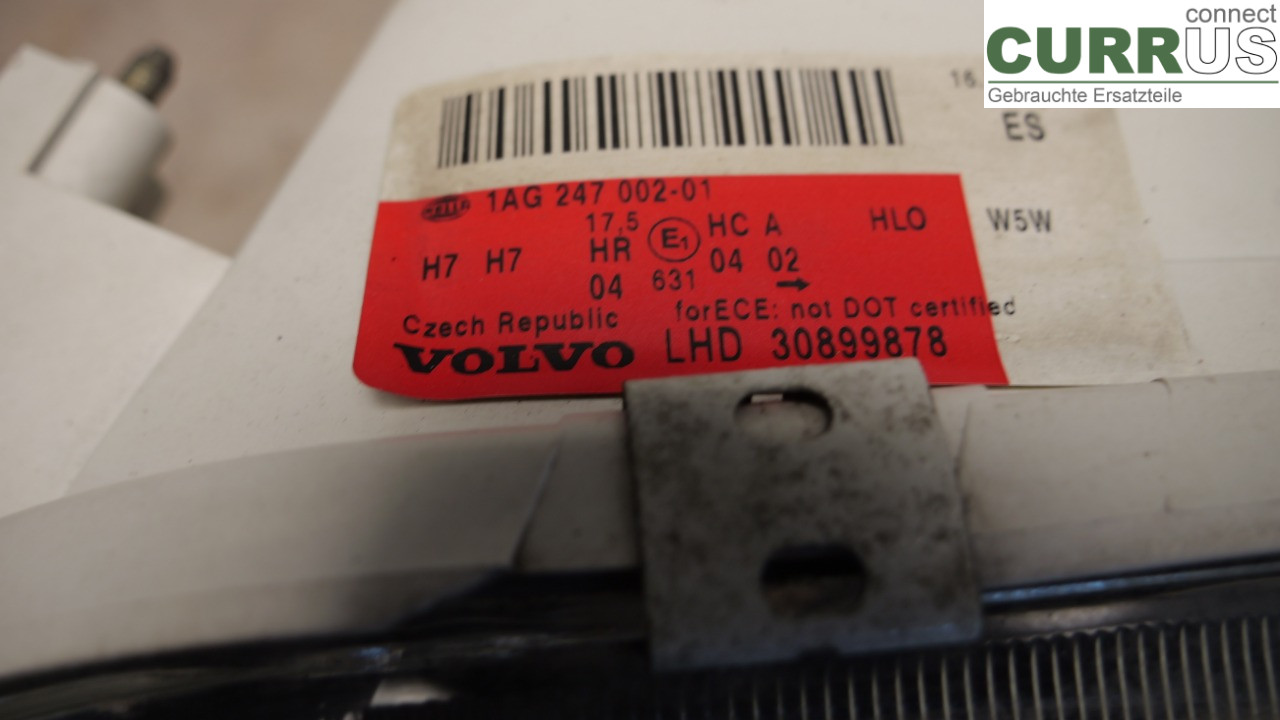 connect
CURRUS
Gebrauchte Ersatzteile
16
ES
HELLA 1AG 247 002-01
17,5 E1 HC A HLO W5W
H7 H7 HR 04 02
04 631 →
Czech Republic forECE: not DOT certified
VOLVO LHD 30899878